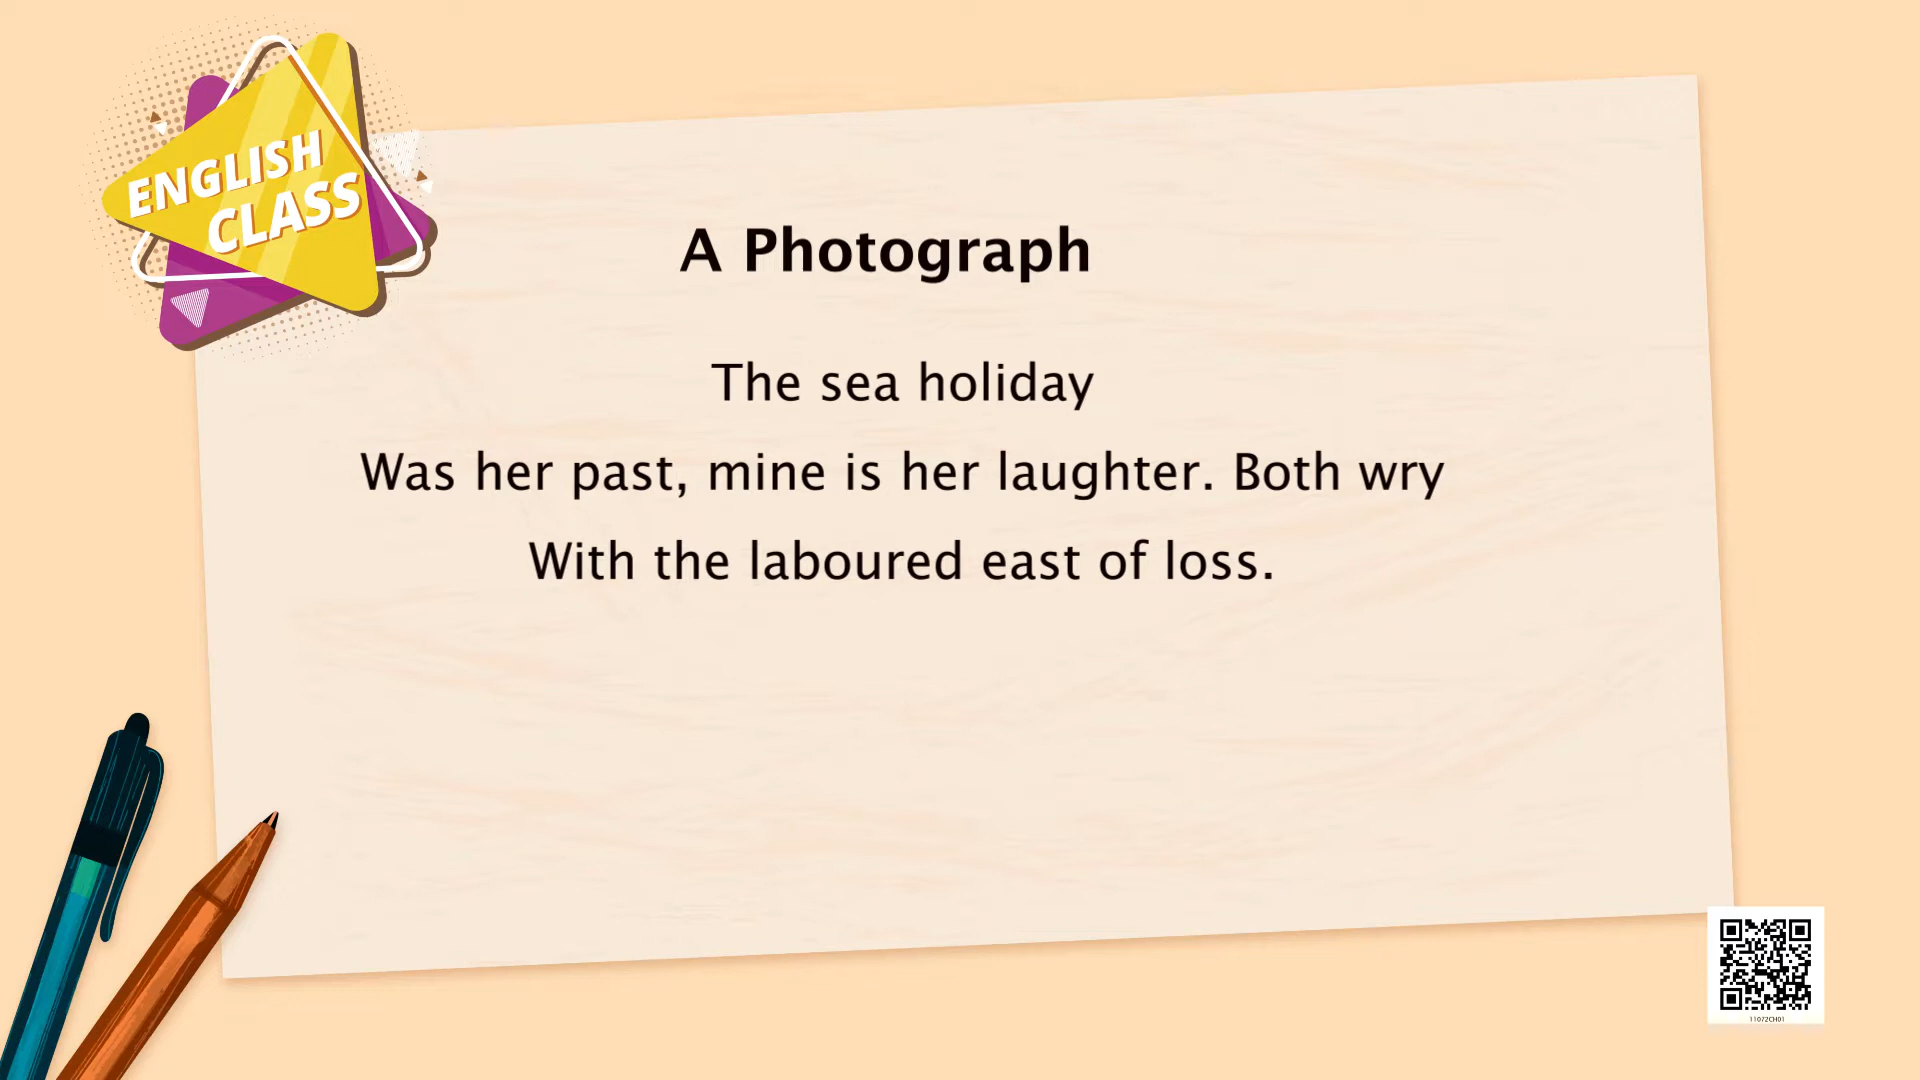 ENGLISH
CLASS
A Photograph
The sea holiday
Was her past, mine is her laughter. Both wry
With the laboured east of loss.
11072CH01